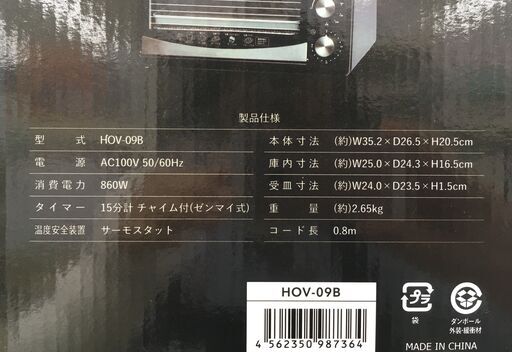 製品仕様
型　式 HOV-09B
電　源 AC100V 50/60Hz
消費電力 860W
タイマー 15分計 チャイム付(ゼンマイ式)
温度安全装置 サーモスタット
本体寸法 (約)W35.2×D26.5×H20.5cm
庫内寸法 (約)W25.0×D24.3×H16.5cm
受皿寸法 (約)W24.0×D23.5×H1.5cm
重　量 (約)2.65kg
コード長 0.8m
HOV-09B
4 562350 987364
プラ
袋
ダンボール
外装・緩衝材
MADE IN CHINA